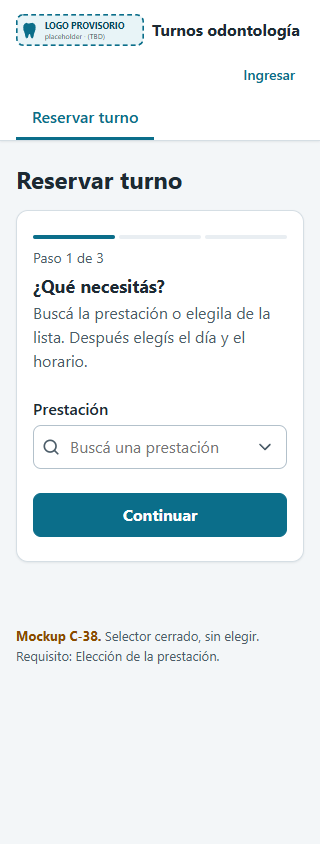 LOGO PROVISORIO
placeholder · (TBD)
Turnos odontología
Ingresar
Reservar turno
Reservar turno
Paso 1 de 3
¿Qué necesitás?
Buscá la prestación o elegila de la
lista. Después elegís el día y el
horario.
Prestación
Buscá una prestación
Continuar
Mockup C-38. Selector cerrado, sin elegir.
Requisito: Elección de la prestación.